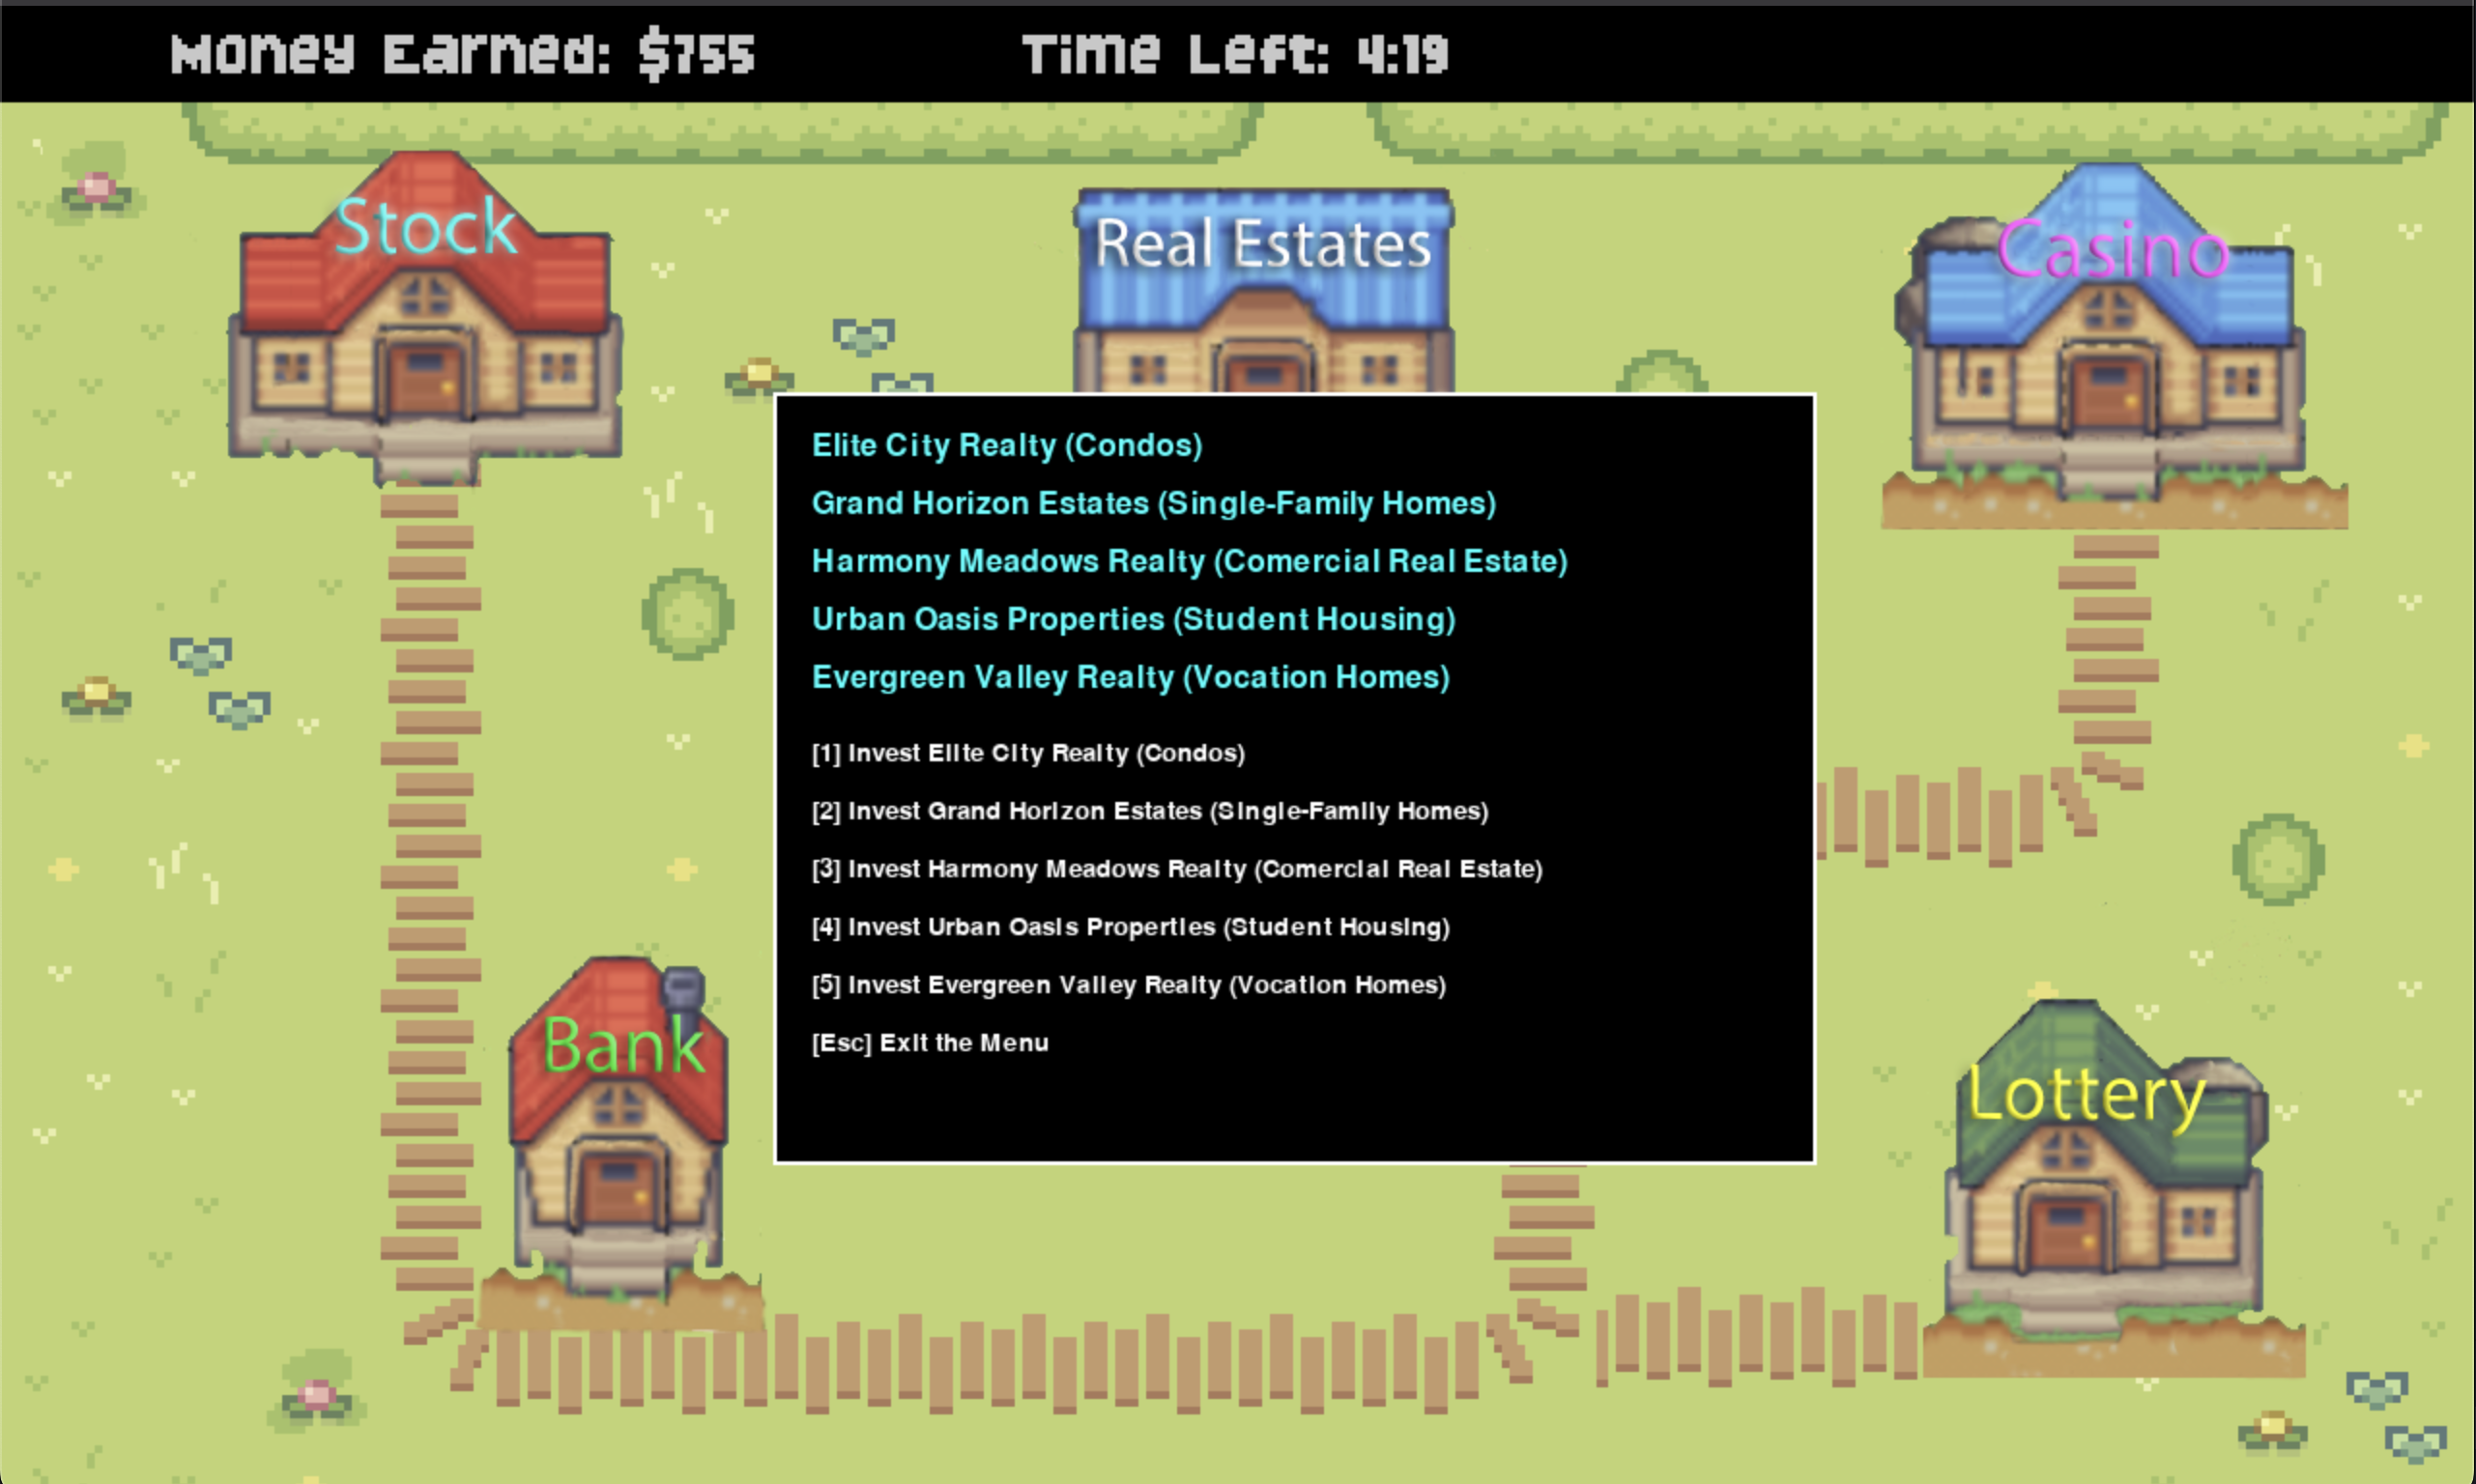 Money Earned: $755
Time Left: 4:19
Stock
Real Estates
Casino
Elite City Realty (Condos)
Grand Horizon Estates (Single-Family Homes)
Harmony Meadows Realty (Comercial Real Estate)
Urban Oasis Properties (Student Housing)
Evergreen Valley Realty (Vocation Homes)
[1] Invest Elite City Realty (Condos)
[2] Invest Grand Horizon Estates (Single-Family Homes)
[3] Invest Harmony Meadows Realty (Comercial Real Estate)
[4] Invest Urban Oasis Properties (Student Housing)
[5] Invest Evergreen Valley Realty (Vocation Homes)
[Esc] Exit the Menu
Bank
Lottery